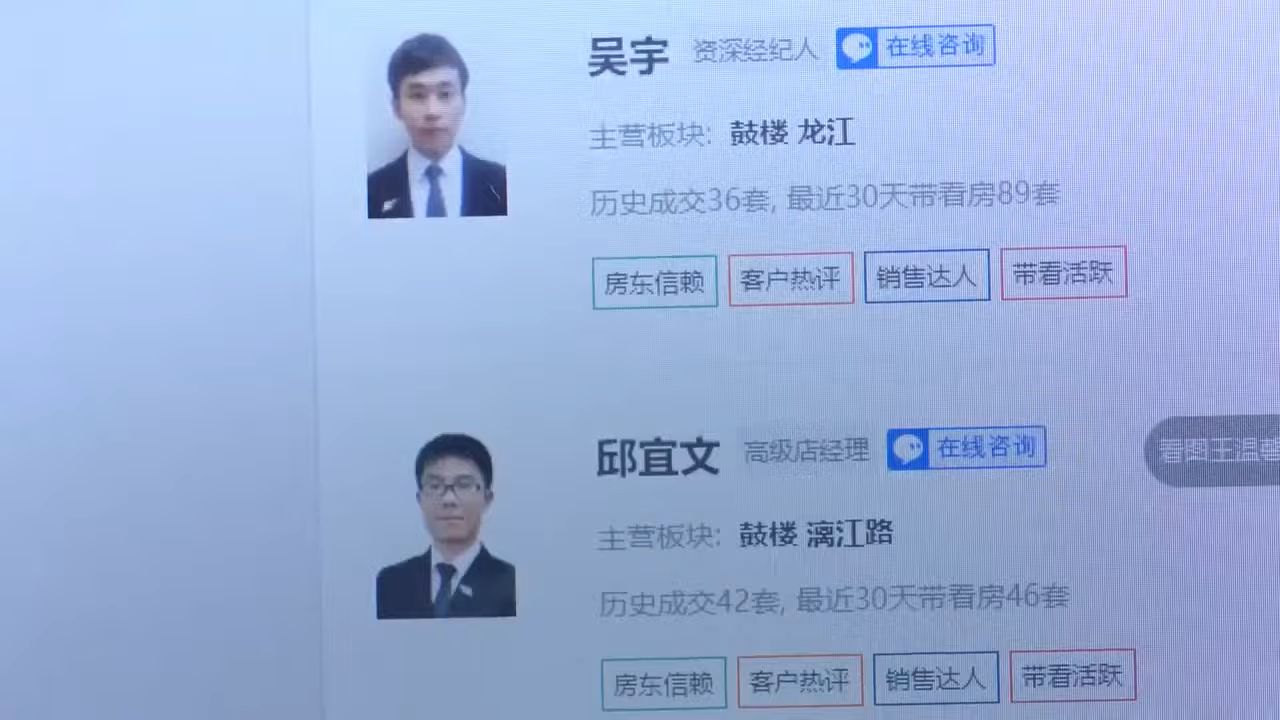 吴宇 资深经纪人 在线咨询
主营板块: 鼓楼 龙江
历史成交36套, 最近30天带看房89套
房东信赖 客户热评 销售达人 带看活跃
邱宜文 高级店经理 在线咨询
看图王温馨
主营板块: 鼓楼 漓江路
历史成交42套, 最近30天带看房46套
房东信赖 客户热评 销售达人 带看活跃